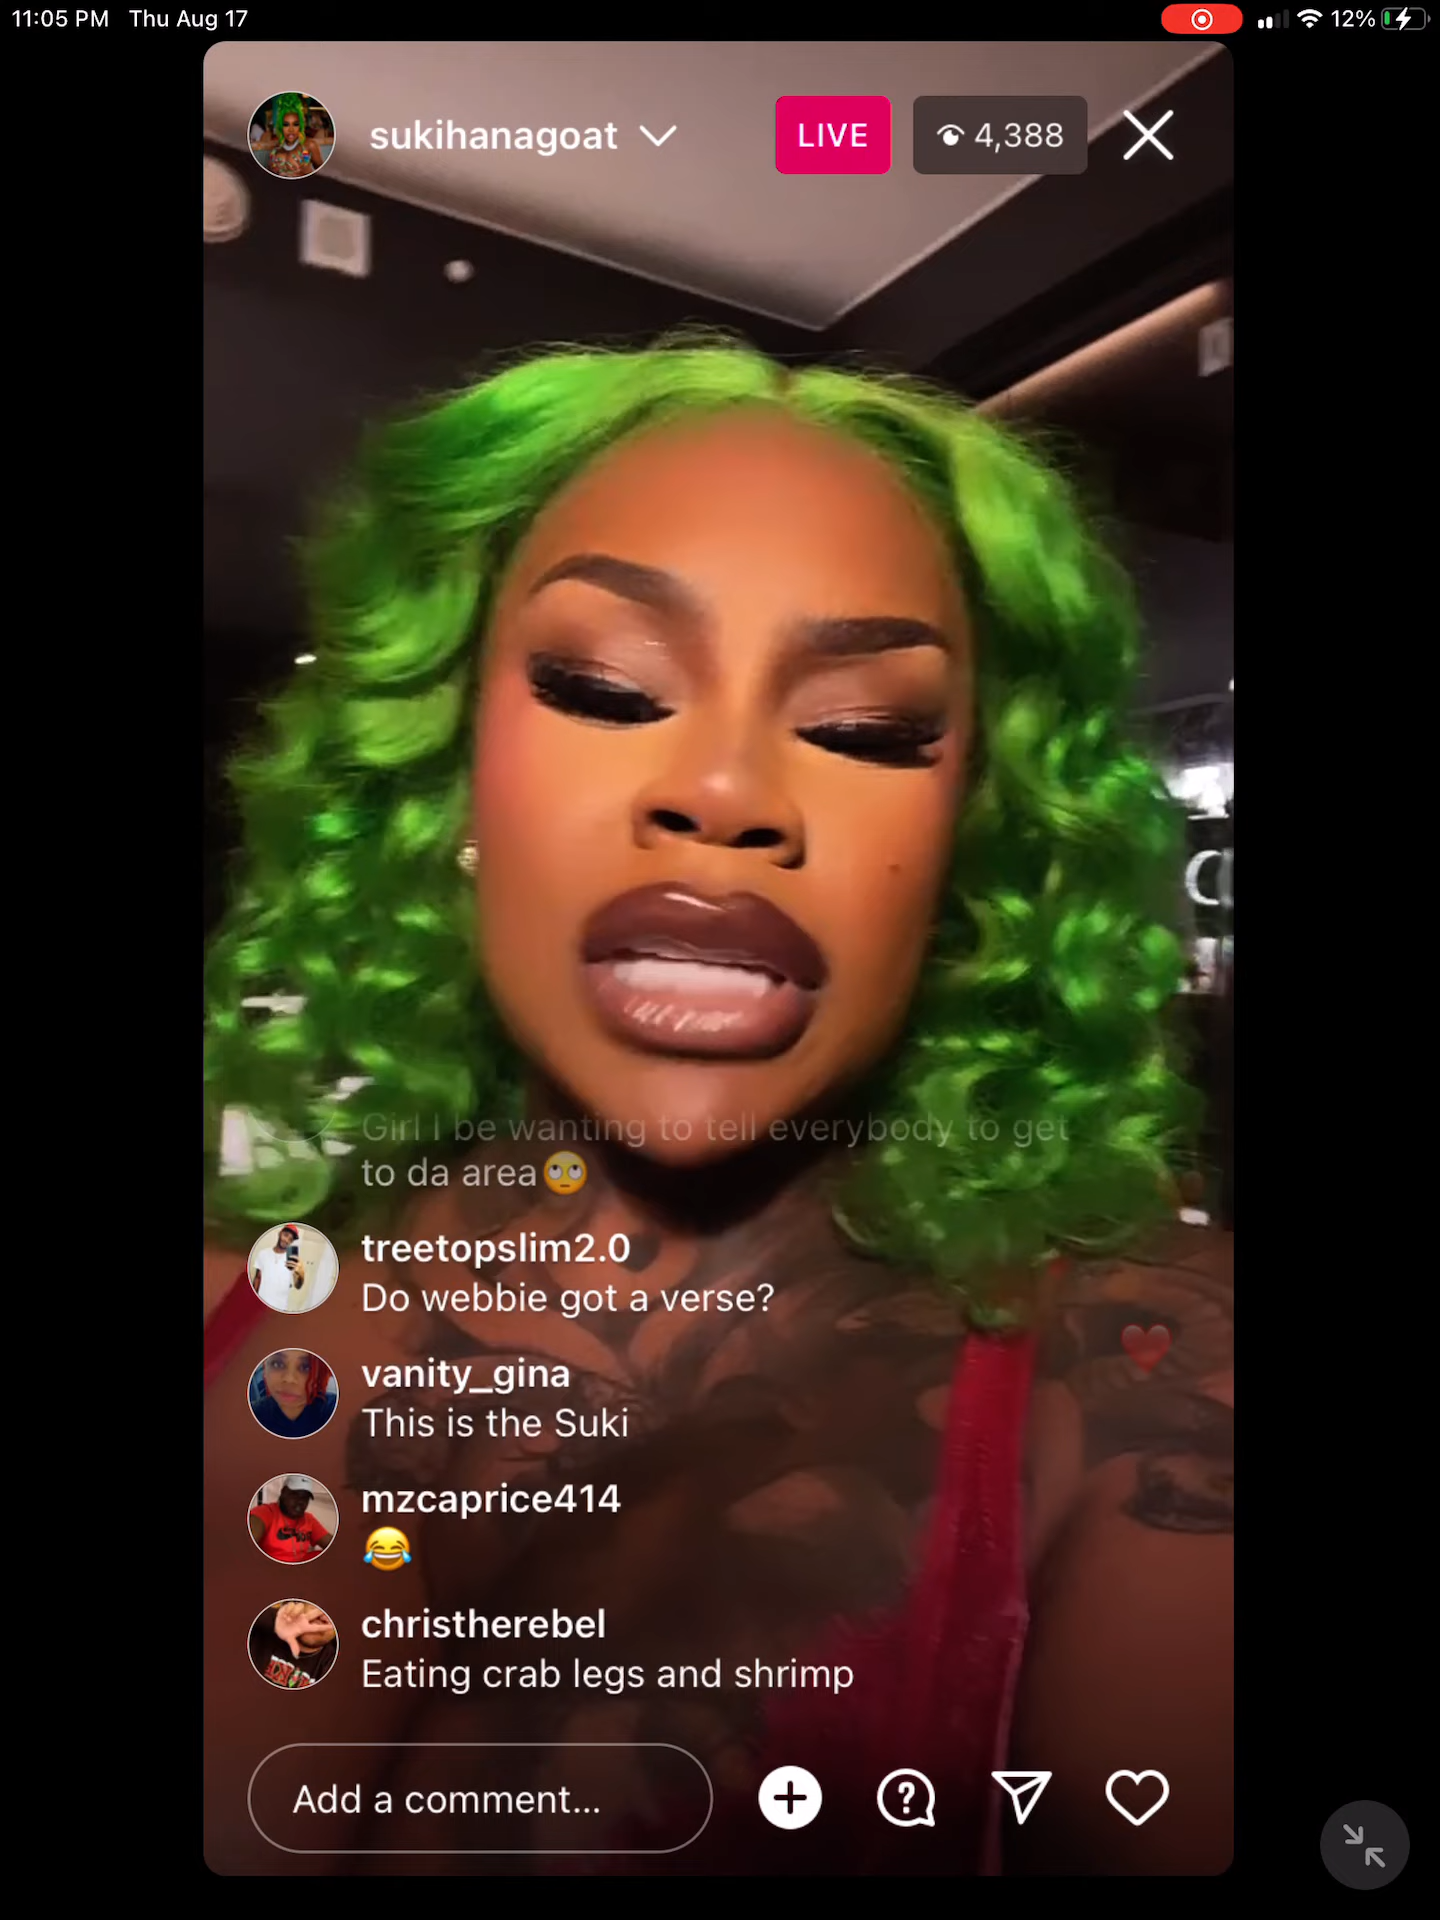 11:05 PM Thu Aug 17
12%
sukihanagoat
LIVE
4,388
Girl I be wanting to tell everybody to get
to da area🙄
treetopslim2.0
Do webbie got a verse?
vanity_gina
This is the Suki
mzcaprice414
😂
christherebel
Eating crab legs and shrimp
Add a comment...